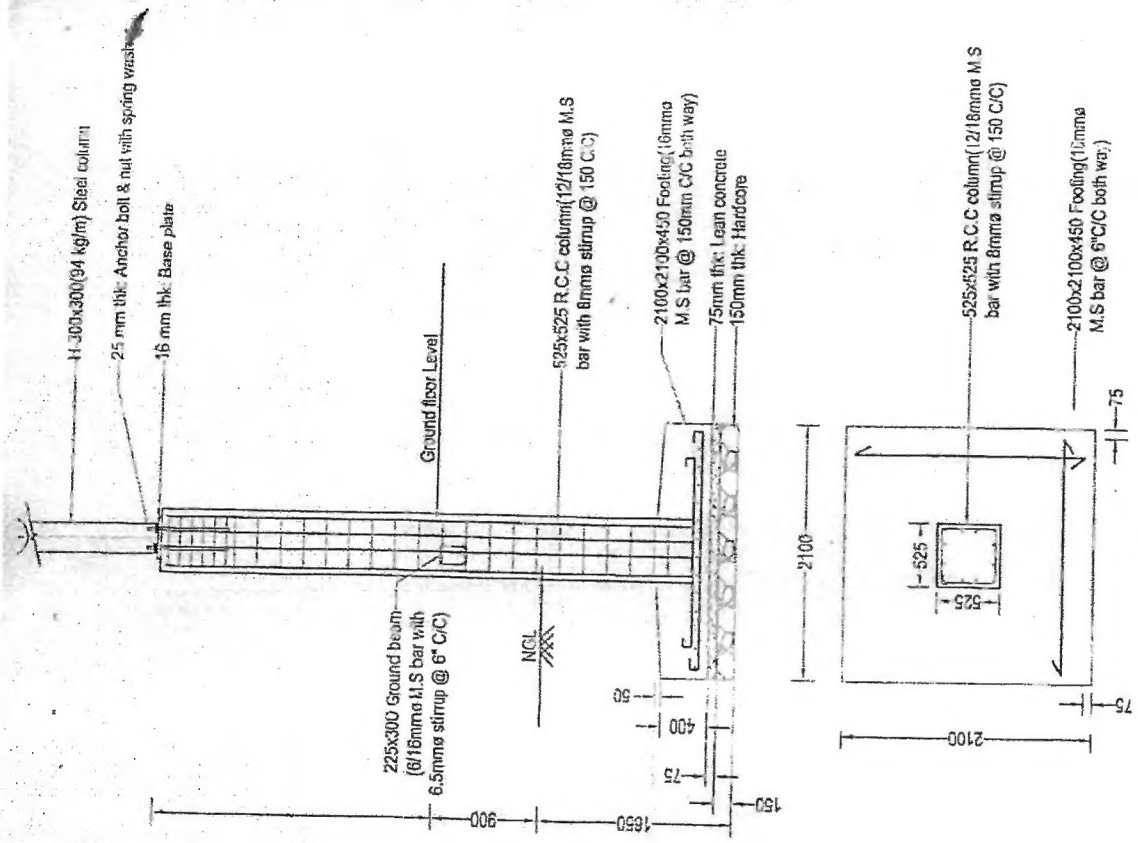 H-300x300(94 kg/m) Steel column
25 mm thk: Anchor bolt & nut with spring wash
16 mm thk: Base plate
Ground floor Level
525x525 R.C.C column(12/16mmø M.S
bar with 8mmø stirrup @ 150 C/C)
225x300 Ground beam
(6/16mmø M.S bar with
6.5mmø stirrup @ 6" C/C)
NGL
2100x2100x450 Footing(16mmø
M.S bar @ 150mm C/C both way)
75mm thk: Lean concrete
150mm thk: Hardcore
50
400
75
150
900
1650
2100
525
525
525x525 R.C.C column(12/16mmø M.S
bar with 8mmø stirrup @ 150 C/C)
2100x2100x450 Footing(16mmø
M.S bar @ 6"C/C both way)
75
75
2100